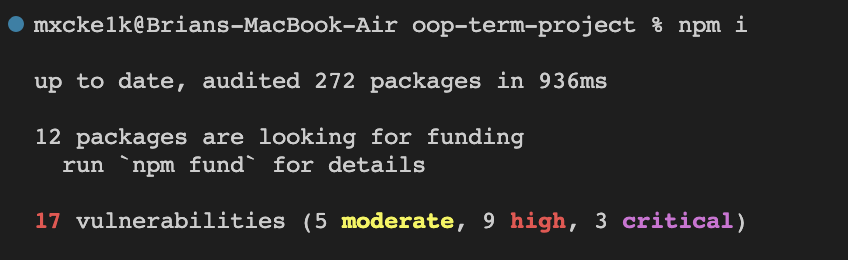 mxcke1k@Brians-MacBook-Air oop-term-project % npm i
up to date, audited 272 packages in 936ms
12 packages are looking for funding
run `npm fund` for details
17 vulnerabilities (5 moderate, 9 high, 3 critical)